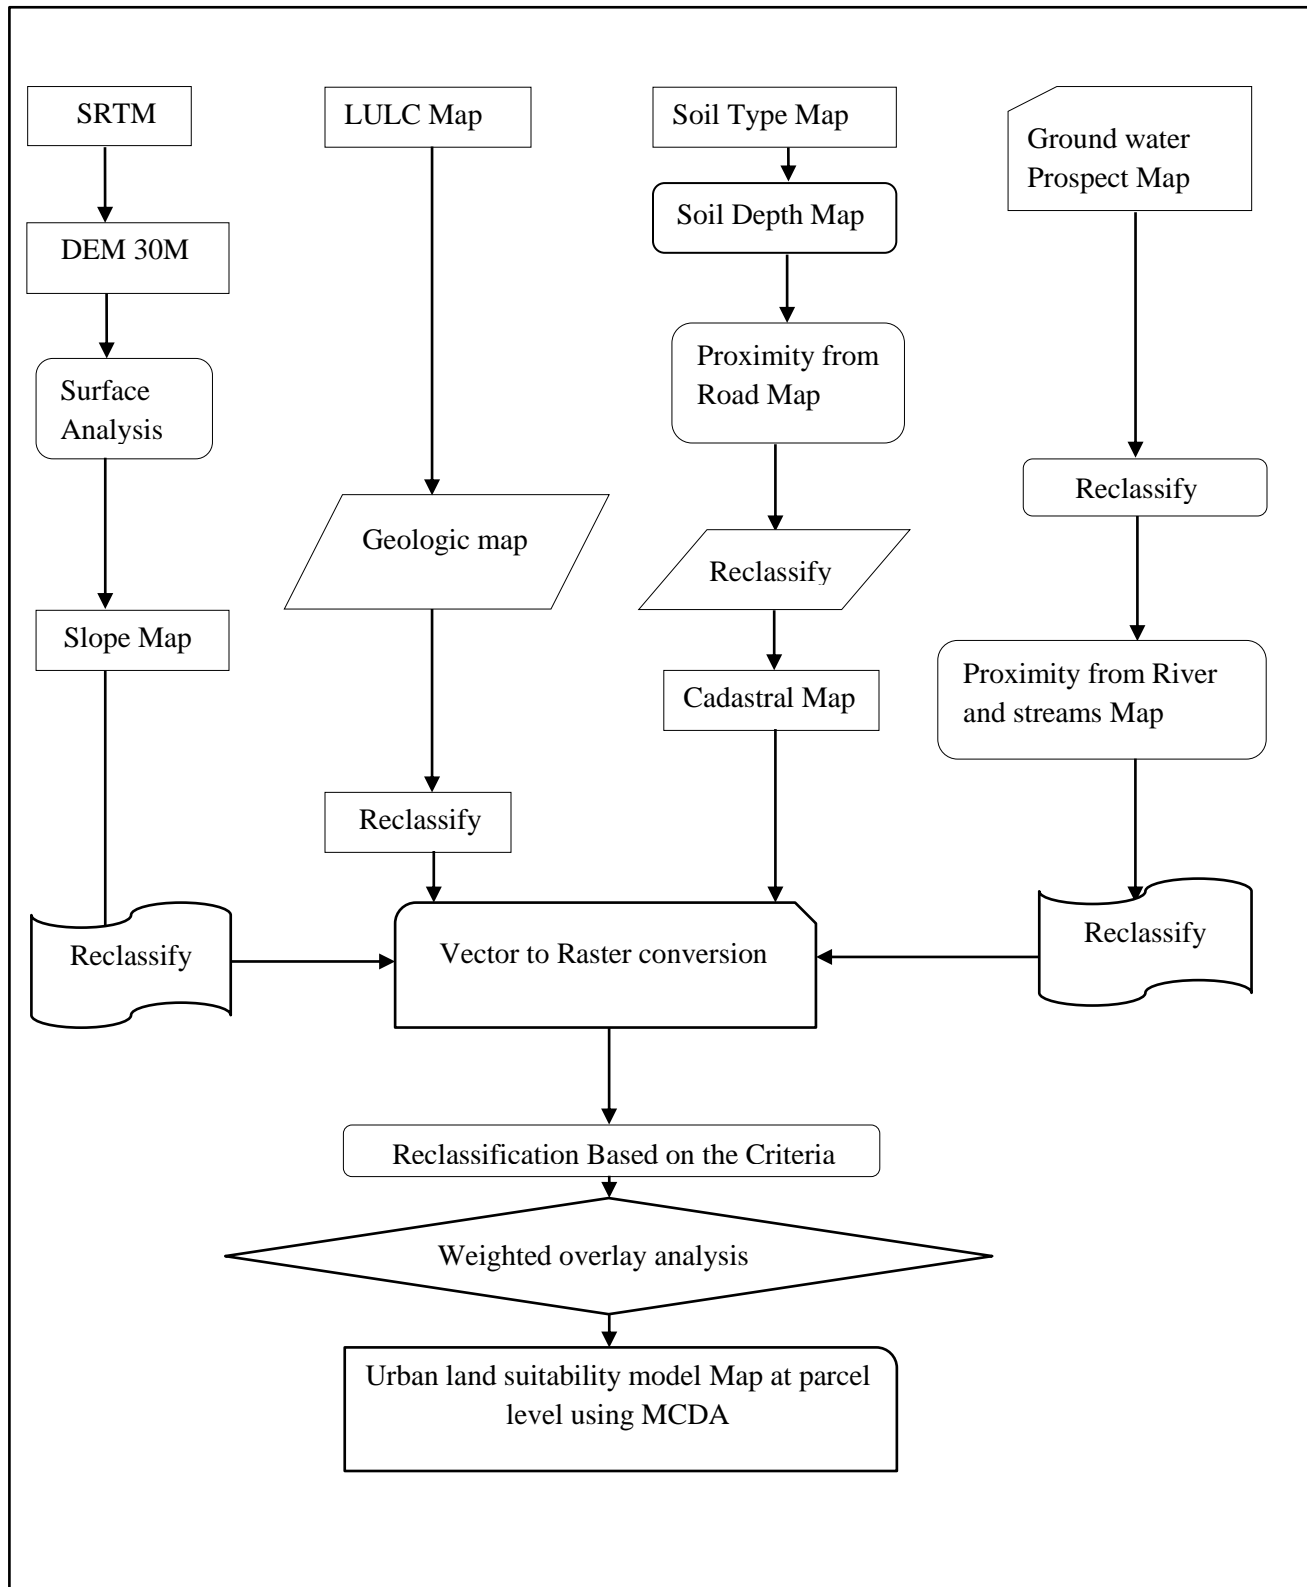 SRTM
LULC Map
Soil Type Map
Ground water
Prospect Map
DEM 30M
Soil Depth Map
Surface
Analysis
Proximity from
Road Map
Geologic map
Reclassify
Reclassify
Slope Map
Cadastral Map
Proximity from River
and streams Map
Reclassify
Reclassify
Vector to Raster conversion
Reclassify
Reclassification Based on the Criteria
Weighted overlay analysis
Urban land suitability model Map at parcel
level using MCDA